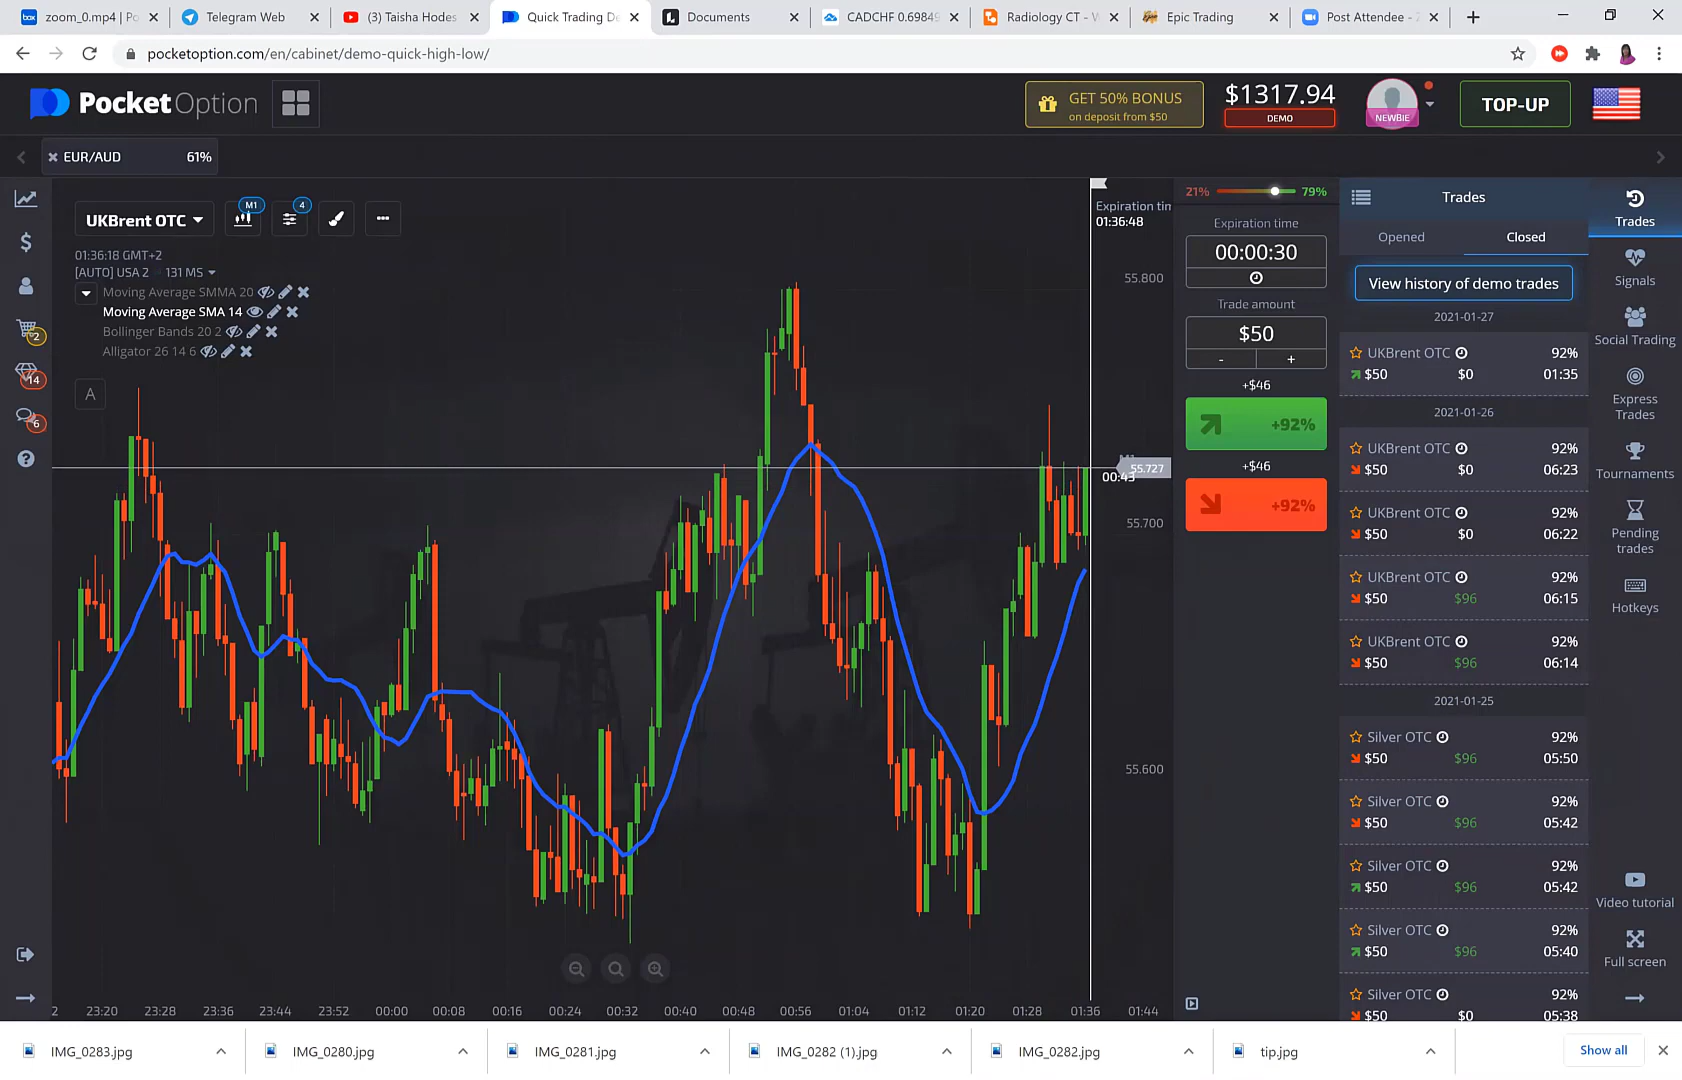 zoom_0.mp4 | Po
Telegram Web
(3) Taisha Hodes
Quick Trading De
Documents
CADCHF 0.69849
Radiology CT - W
Epic Trading
Post Attendee - Z
pocketoption.com/en/cabinet/demo-quick-high-low/
PocketOption
GET 50% BONUS
on deposit from $50
$1317.94
DEMO
NEWBIE
TOP-UP
EUR/AUD 61%
UKBrent OTC
M1
4
01:36:18 GMT+2
[AUTO] USA 2 131 MS
Moving Average SMMA 20
Moving Average SMA 14
Bollinger Bands 20 2
Alligator 26 14 6
A
2
14
6
Expiration tim
01:36:48
55.800
55.727
00:43
55.700
55.600
2 23:20 23:28 23:36 23:44 23:52 00:00 00:08 00:16 00:24 00:32 00:40 00:48 00:56 01:04 01:12 01:20 01:28 01:36 01:44
21% 79%
Expiration time
00:00:30
Trade amount
$50
- +
+$46
+92%
+$46
+92%
Trades
Opened Closed
View history of demo trades
2021-01-27
UKBrent OTC 92%
$50 $0 01:35
2021-01-26
UKBrent OTC 92%
$50 $0 06:23
UKBrent OTC 92%
$50 $0 06:22
UKBrent OTC 92%
$50 $96 06:15
UKBrent OTC 92%
$50 $96 06:14
2021-01-25
Silver OTC 92%
$50 $96 05:50
Silver OTC 92%
$50 $96 05:42
Silver OTC 92%
$50 $96 05:42
Silver OTC 92%
$50 $96 05:40
Silver OTC 92%
$50 $0 05:38
Trades
Signals
Social Trading
Express
Trades
Tournaments
Pending
trades
Hotkeys
Video tutorial
Full screen
IMG_0283.jpg
IMG_0280.jpg
IMG_0281.jpg
IMG_0282 (1).jpg
IMG_0282.jpg
tip.jpg
Show all